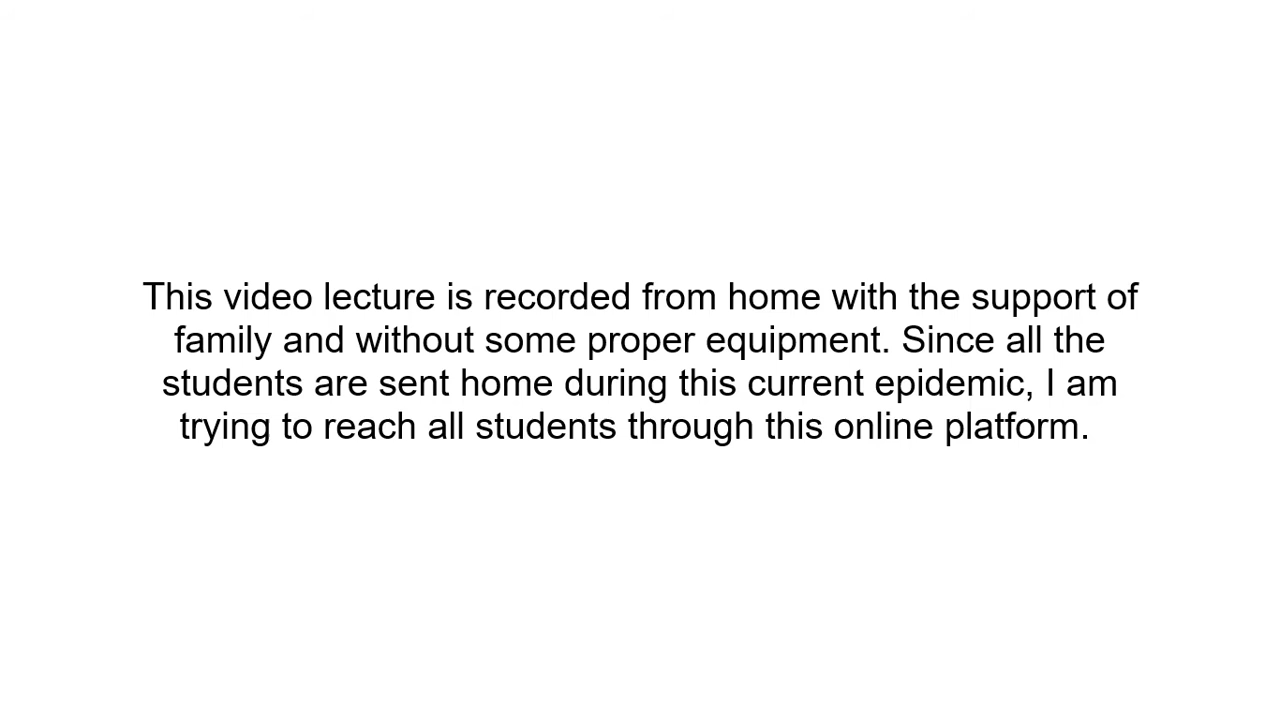 This video lecture is recorded from home with the support of
family and without some proper equipment. Since all the
students are sent home during this current epidemic, I am
trying to reach all students through this online platform.